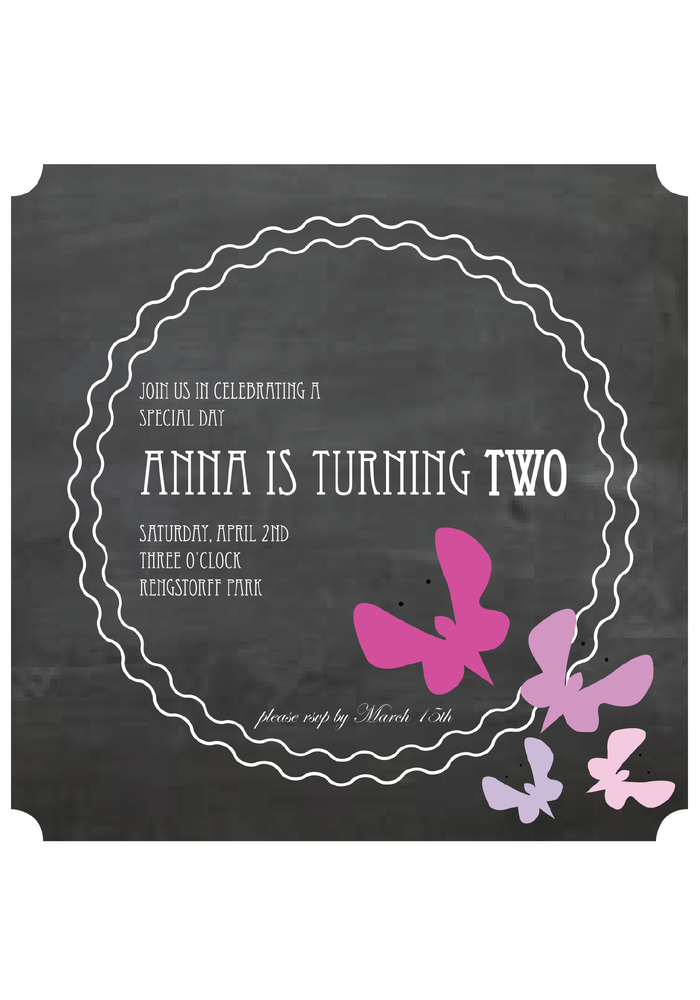 JOIN US IN CELEBRATING A
SPECIAL DAY
ANNA IS TURNING TWO
SATURDAY, APRIL 2ND
THREE O'CLOCK
RENGSTORFF PARK
please rsvp by March 15th